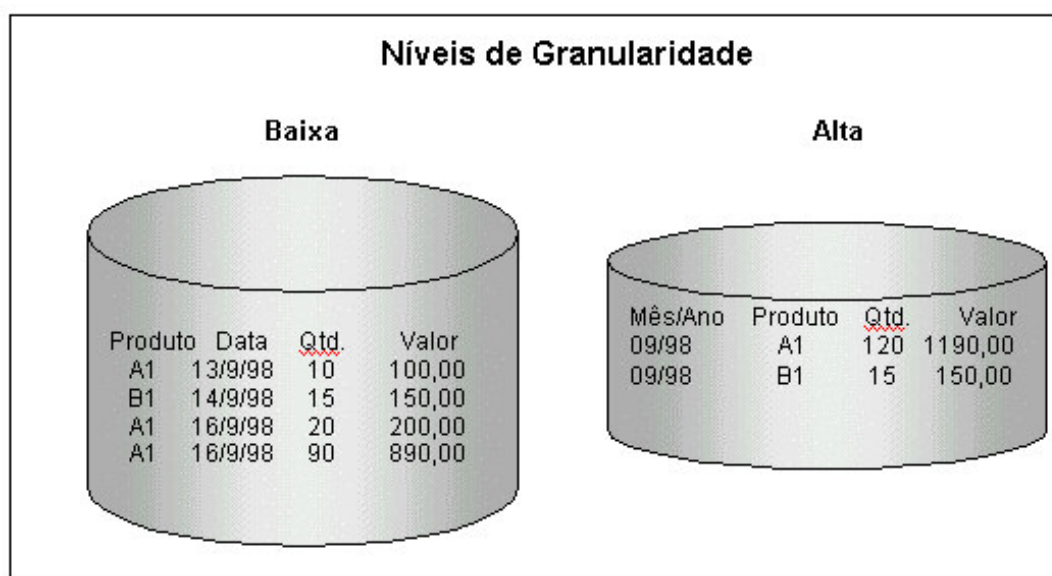 Níveis de Granularidade
Baixa
Produto Data Qtd. Valor
A1 13/9/98 10 100,00
B1 14/9/98 15 150,00
A1 16/9/98 20 200,00
A1 16/9/98 90 890,00
Alta
Mês/Ano Produto Qtd. Valor
09/98 A1 120 1190,00
09/98 B1 15 150,00